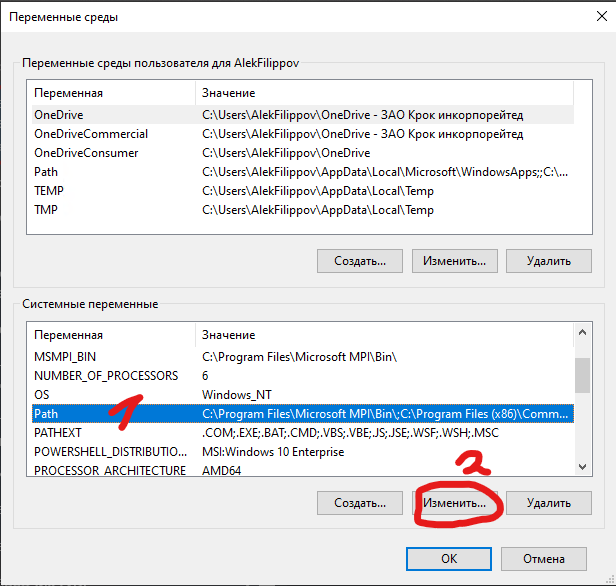 Переменные среды
Переменные среды пользователя для AlekFilippov
Переменная Значение
OneDrive C:\Users\AlekFilippov\OneDrive - ЗАО Крок инкорпорейтед
OneDriveCommercial C:\Users\AlekFilippov\OneDrive - ЗАО Крок инкорпорейтед
OneDriveConsumer C:\Users\AlekFilippov\OneDrive
Path C:\Users\AlekFilippov\AppData\Local\Microsoft\WindowsApps;;C:\...
TEMP C:\Users\AlekFilippov\AppData\Local\Temp
TMP C:\Users\AlekFilippov\AppData\Local\Temp
Создать... Изменить... Удалить
Системные переменные
Переменная Значение
MSMPI_BIN C:\Program Files\Microsoft MPI\Bin\
NUMBER_OF_PROCESSORS 6
OS Windows_NT
1
Path C:\Program Files\Microsoft MPI\Bin\;C:\Program Files (x86)\Comm...
PATHEXT .COM;.EXE;.BAT;.CMD;.VBS;.VBE;.JS;.JSE;.WSF;.WSH;.MSC
POWERSHELL_DISTRIBUTIO... MSI:Windows 10 Enterprise
PROCESSOR_ARCHITECTURE AMD64
2
Создать... Изменить... Удалить
OK Отмена